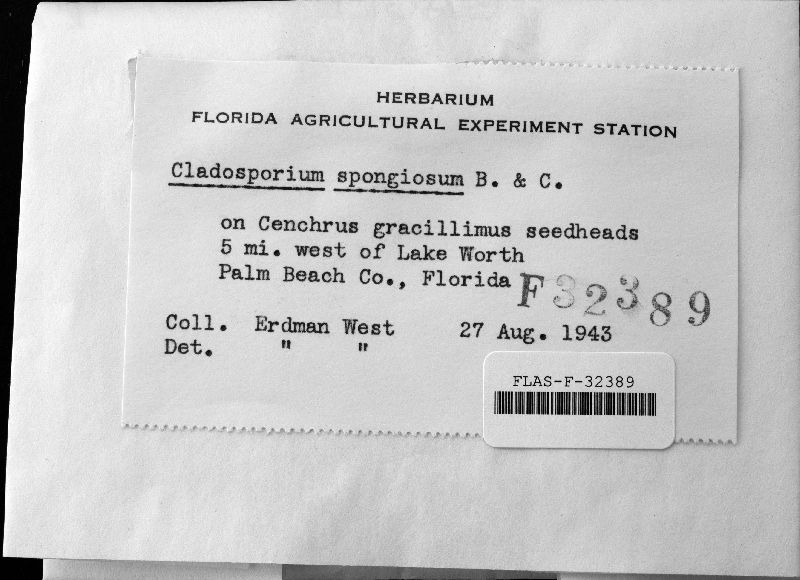 HERBARIUM
FLORIDA AGRICULTURAL EXPERIMENT STATION
Cladosporium spongiosum B. & C.
on Cenchrus gracillimus seedheads
5 mi. west of Lake Worth
Palm Beach Co., Florida
F32389
Coll. Erdman West 27 Aug. 1943
Det. " "
FLAS-F-32389